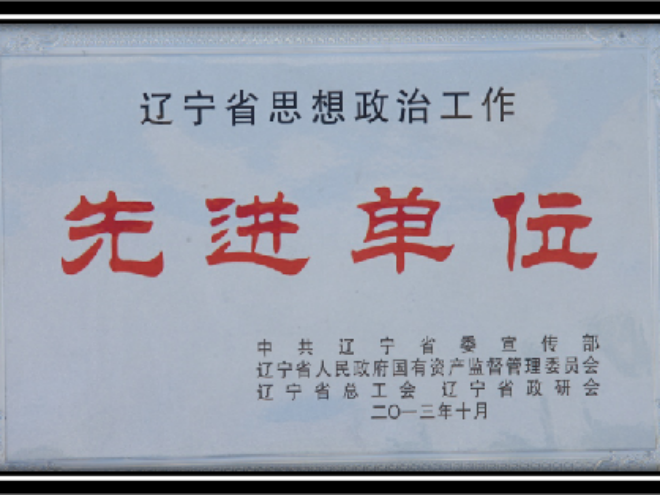 辽宁省思想政治工作
先进单位
中共辽宁省委宣传部
辽宁省人民政府国有资产监督管理委员会
辽宁省总工会 辽宁省政研会
二〇一三年十月